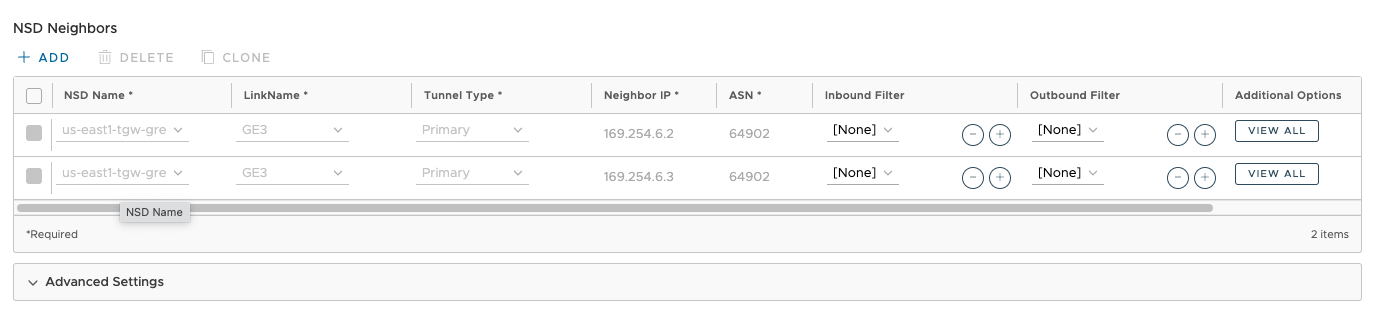 NSD Neighbors
ADD DELETE CLONE
NSD Name * LinkName * Tunnel Type * Neighbor IP * ASN * Inbound Filter Outbound Filter Additional Options
us-east1-tgw-gre GE3 Primary 169.254.6.2 64902 [None] [None] VIEW ALL
us-east1-tgw-gre GE3 Primary 169.254.6.3 64902 [None] [None] VIEW ALL
NSD Name
*Required 2 items
Advanced Settings